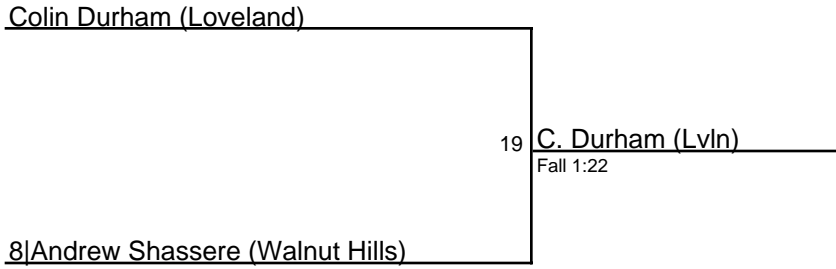 Colin Durham (Loveland)
19 C. Durham (Lvln)
Fall 1:22
8|Andrew Shassere (Walnut Hills)